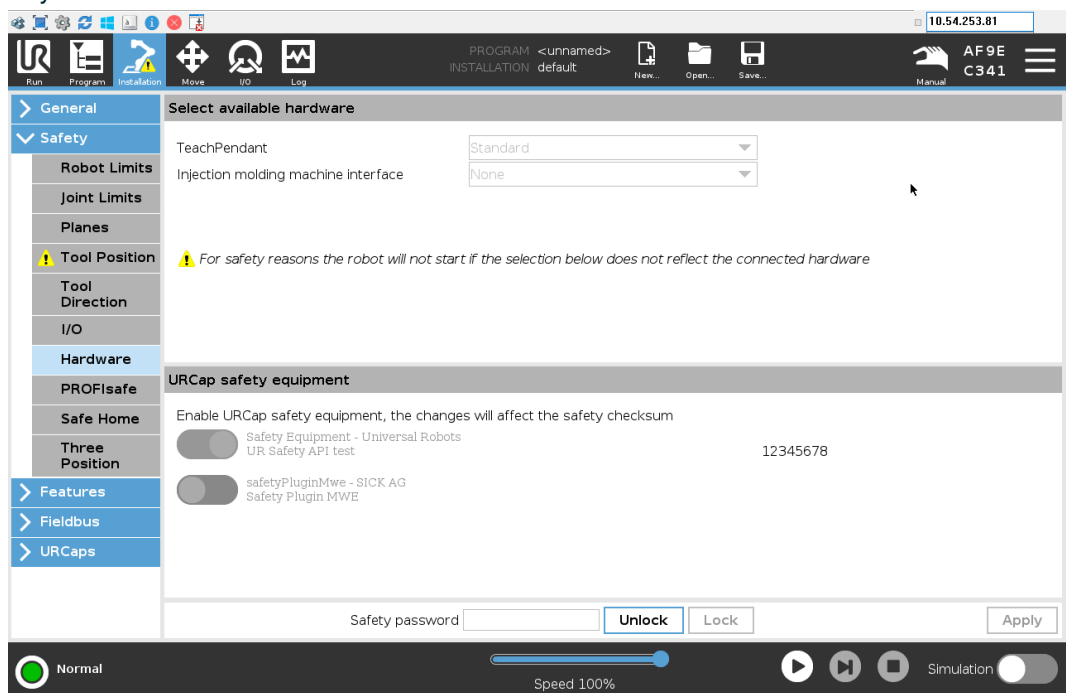 10.54.253.81
UR
Run
Program
Installation
Move
I/O
Log
PROGRAM <unnamed>
INSTALLATION default
New...
Open...
Save...
Manual
AF9E
C341
General
Safety
Robot Limits
Joint Limits
Planes
Tool Position
Tool
Direction
I/O
Hardware
PROFIsafe
Safe Home
Three
Position
Features
Fieldbus
URCaps
Select available hardware
TeachPendant Standard
Injection molding machine interface None
For safety reasons the robot will not start if the selection below does not reflect the connected hardware
URCap safety equipment
Enable URCap safety equipment, the changes will affect the safety checksum
Safety Equipment - Universal Robots
UR Safety API test
12345678
safetyPluginMwe - SICK AG
Safety Plugin MWE
Safety password Unlock Lock Apply
Normal
Speed 100%
Simulation